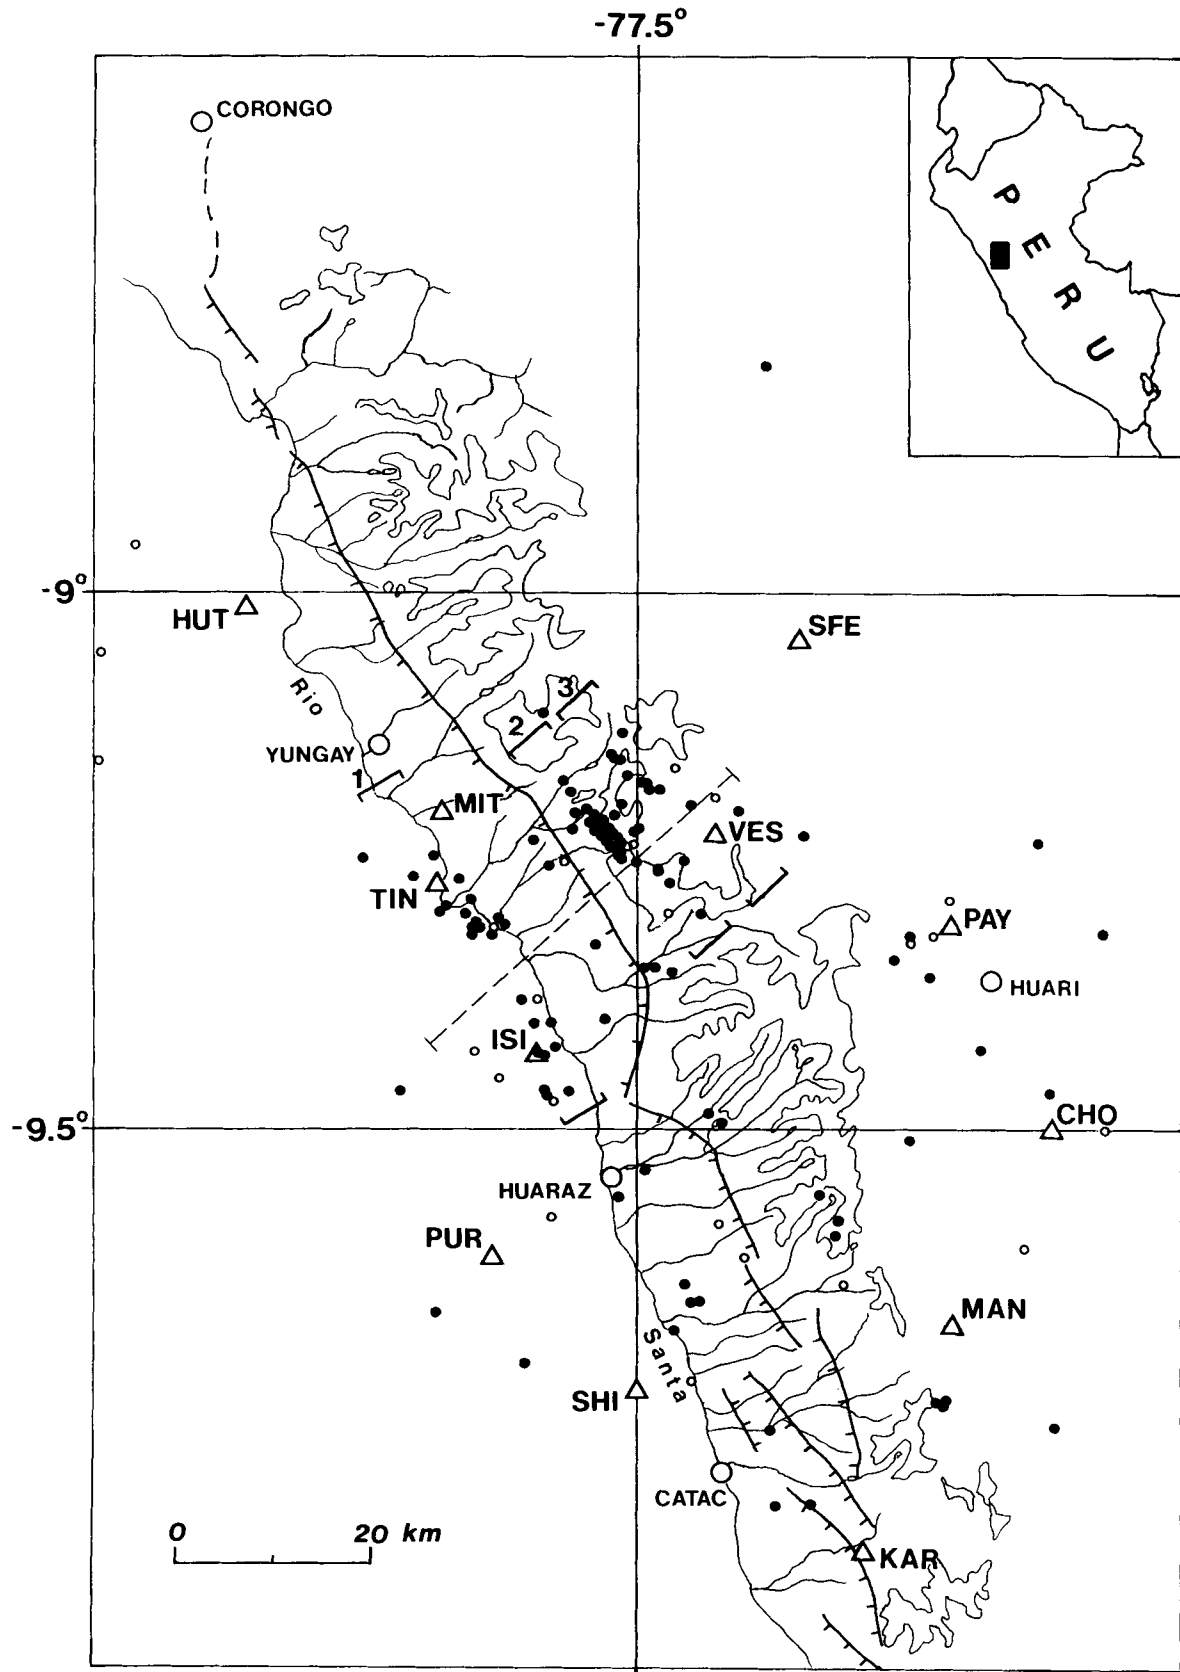 -77.5°
CORONGO
PERU
-9°
HUT
SFE
Rio
3
2
YUNGAY
1
MIT
VES
TIN
PAY
HUARI
ISI
CHO
-9.5°
HUARAZ
PUR
MAN
Santa
SHI
CATAC
0 20 km
KAR